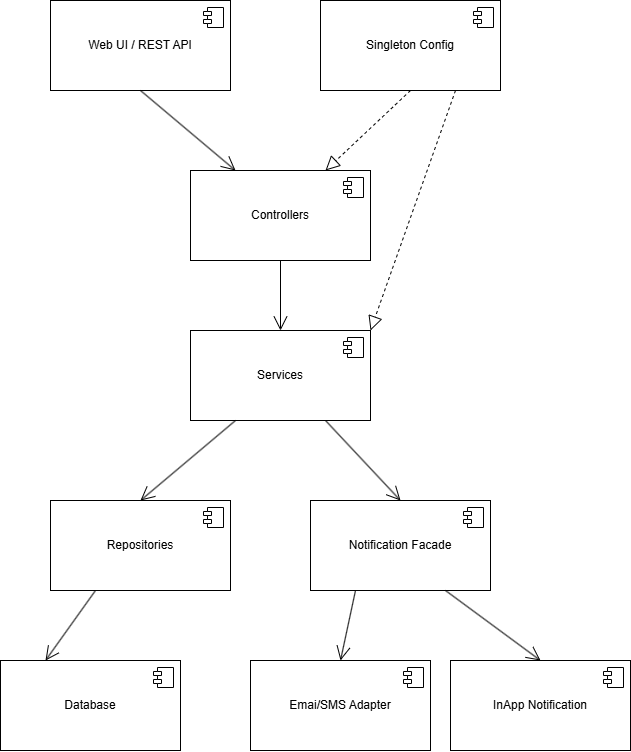 Web UI / REST API
Singleton Config
Controllers
Services
Repositories
Notification Facade
Database
Emai/SMS Adapter
InApp Notification